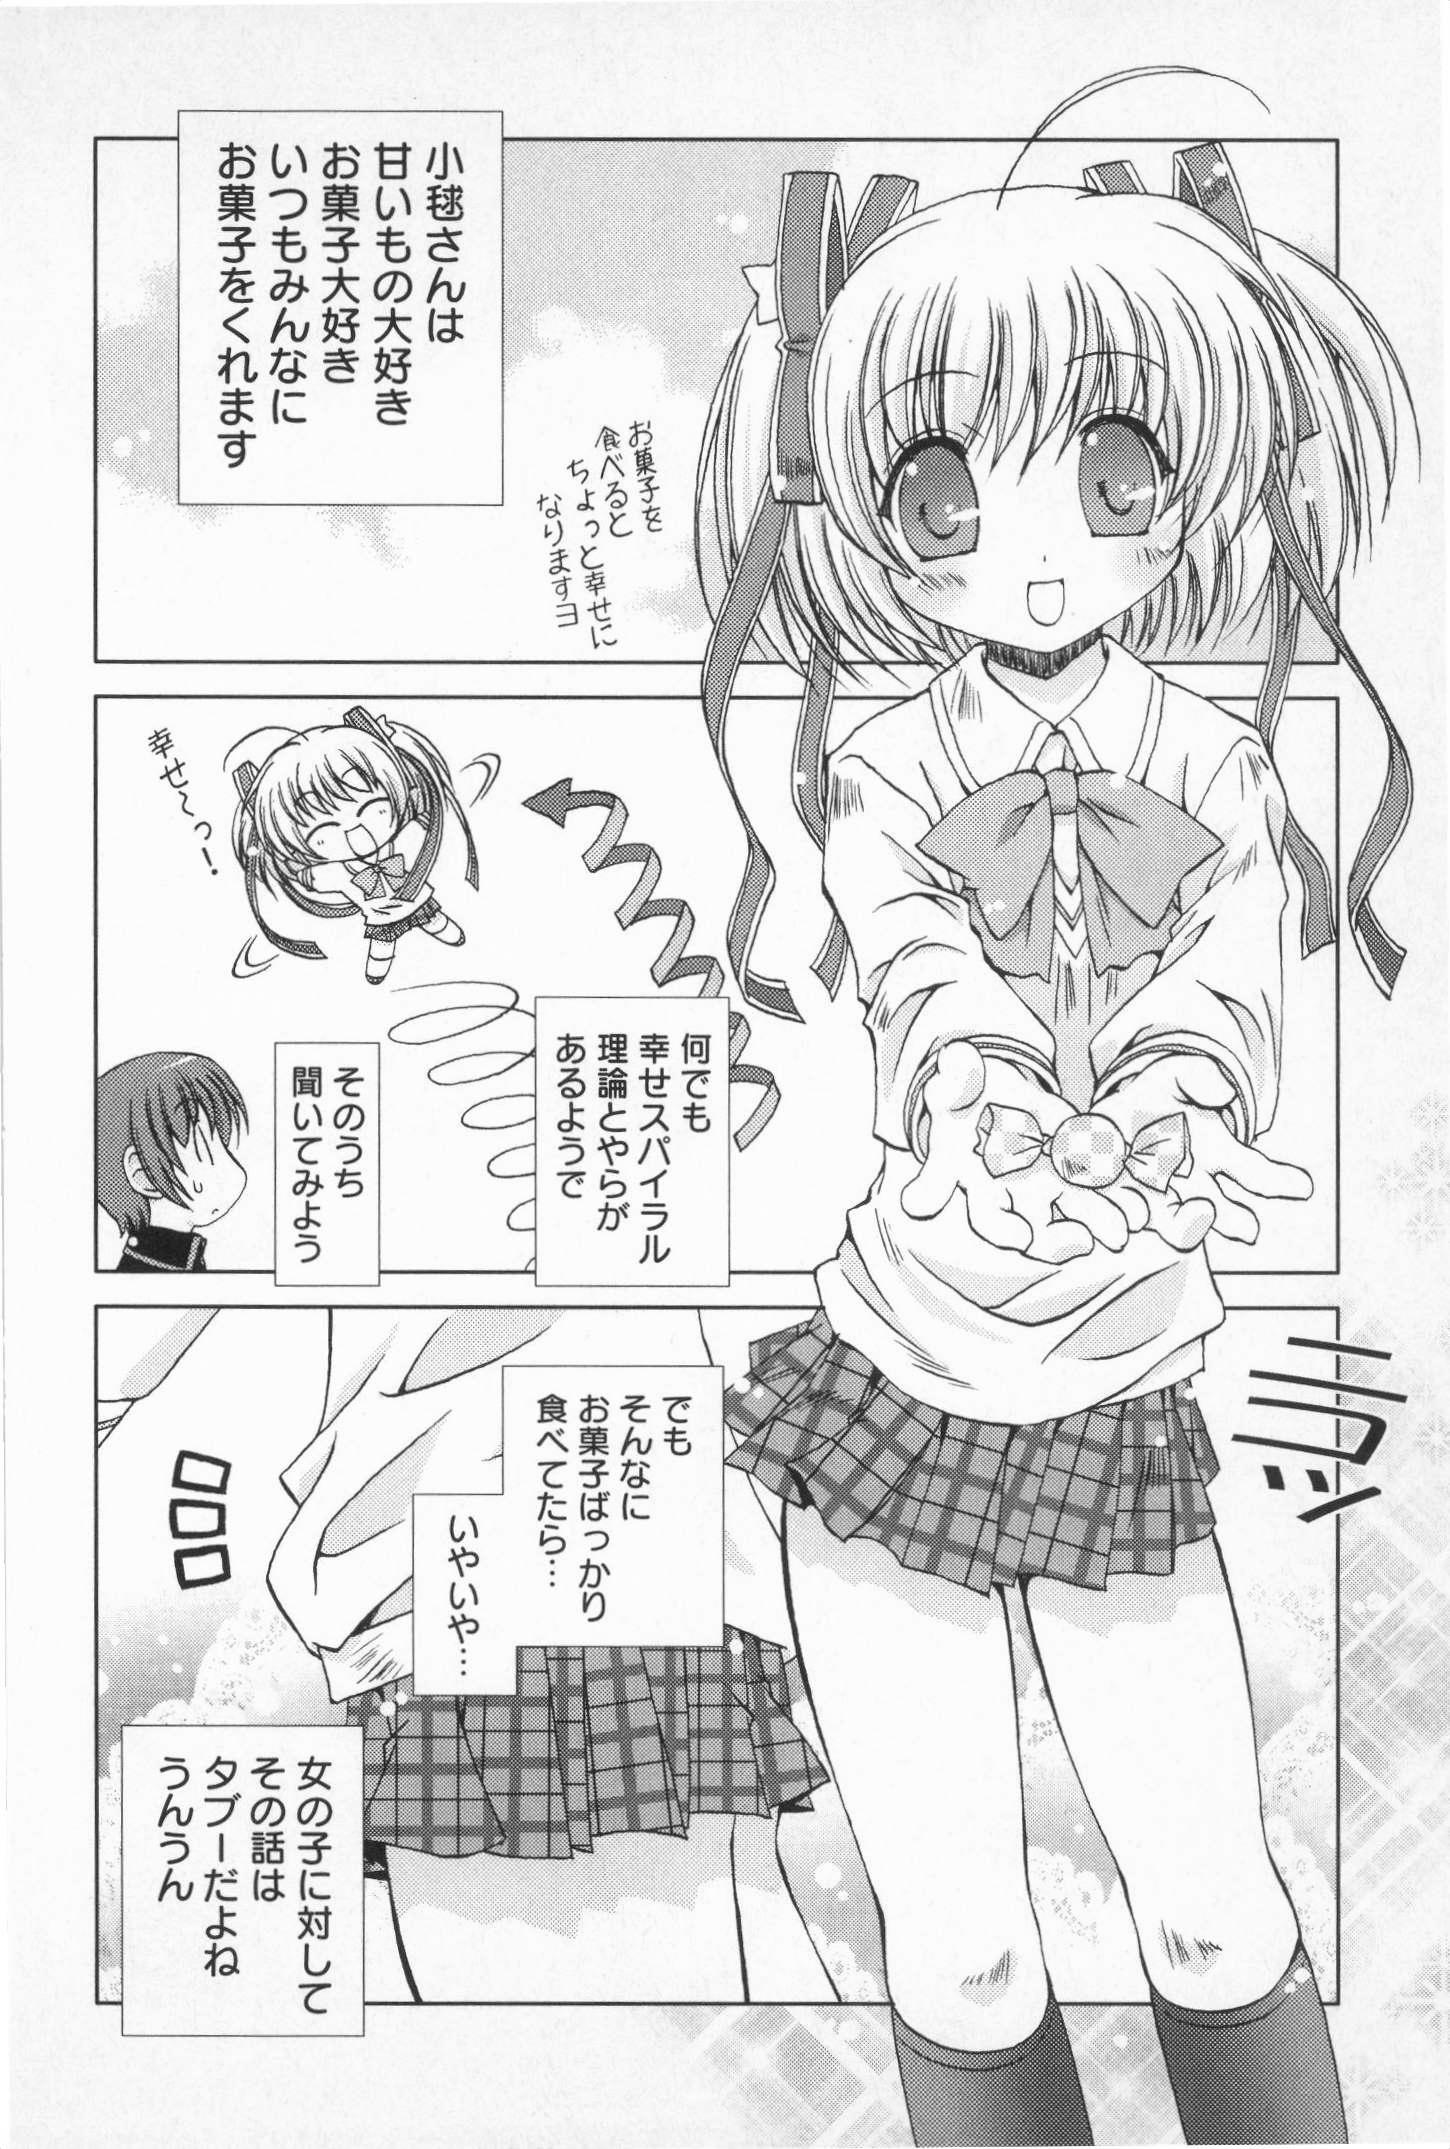 小毬さんは
甘いもの大好き
お菓子大好き
いつもみんなに
お菓子をくれます
お菓子を
食べると
ちょっと幸せに
なりますヨ
何でも
幸せスパイラル
理論とやらが
あるようで
幸せ～っ！
そのうち
聞いてみよう
でも
そんなに
お菓子ばっかり
食べてたら…
いやいや…
女の子に対して
その話は
タブーだよね
うんうん